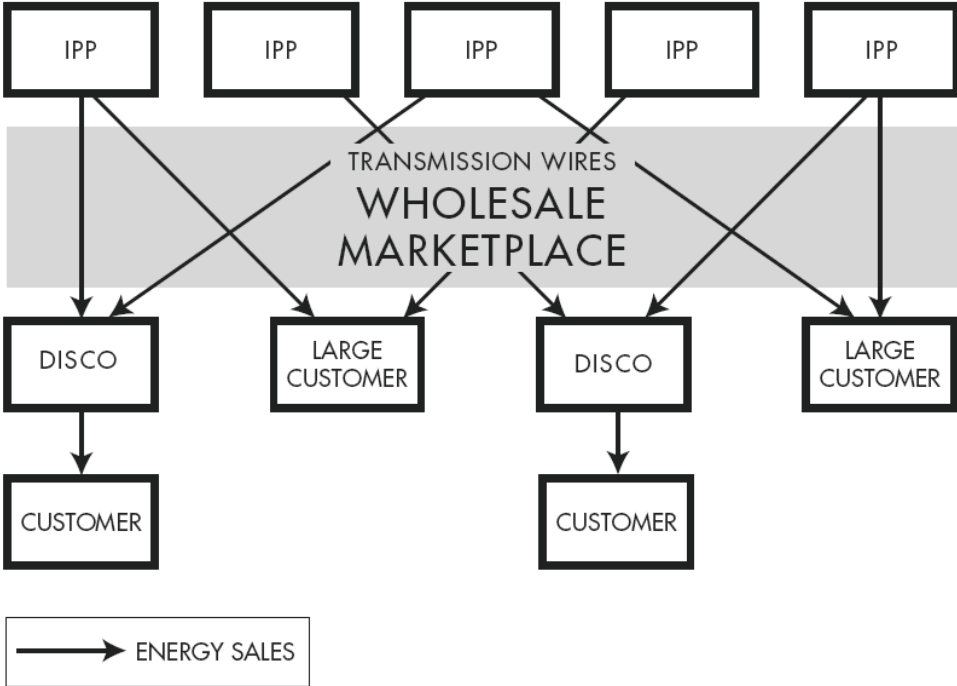 IPP
IPP
IPP
IPP
IPP
TRANSMISSION WIRES
WHOLESALE
MARKETPLACE
DISCO
LARGE
CUSTOMER
DISCO
LARGE
CUSTOMER
CUSTOMER
CUSTOMER
ENERGY SALES